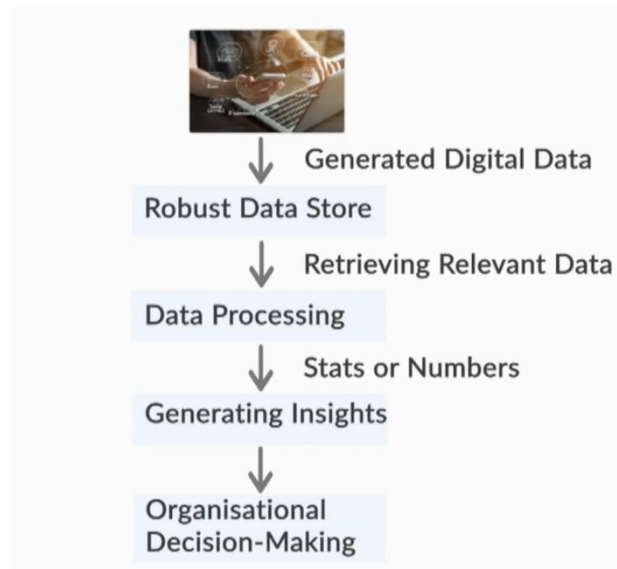 Generated Digital Data
Robust Data Store
Retrieving Relevant Data
Data Processing
Stats or Numbers
Generating Insights
Organisational
Decision-Making